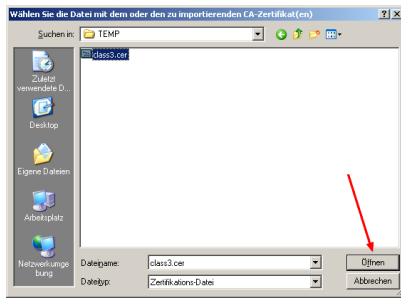 Wählen Sie die Datei mit dem oder den zu importierenden CA-Zertifikat(en)
Suchen in:
TEMP
class3.cer
Zuletzt
verwendete D...
Desktop
Eigene Dateien
Arbeitsplatz
Netzwerkumge
bung
Dateiname:
class3.cer
Öffnen
Dateityp:
Zertifikations-Datei
Abbrechen